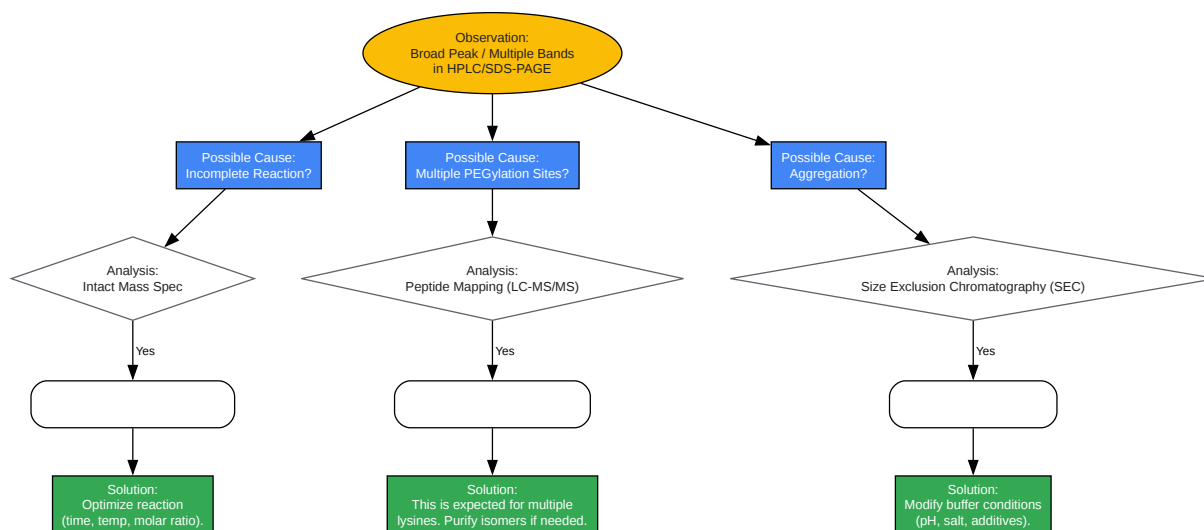 Observation:
Broad Peak / Multiple Bands
in HPLC/SDS-PAGE
Possible Cause:
Incomplete Reaction?
Possible Cause:
Multiple PEGylation Sites?
Possible Cause:
Aggregation?
Analysis:
Intact Mass Spec
Analysis:
Peptide Mapping (LC-MS/MS)
Analysis:
Size Exclusion Chromatography (SEC)
Yes
Yes
Yes
Solution:
Optimize reaction
(time, temp, molar ratio).
Solution:
This is expected for multiple
lysines. Purify isomers if needed.
Solution:
Modify buffer conditions
(pH, salt, additives).